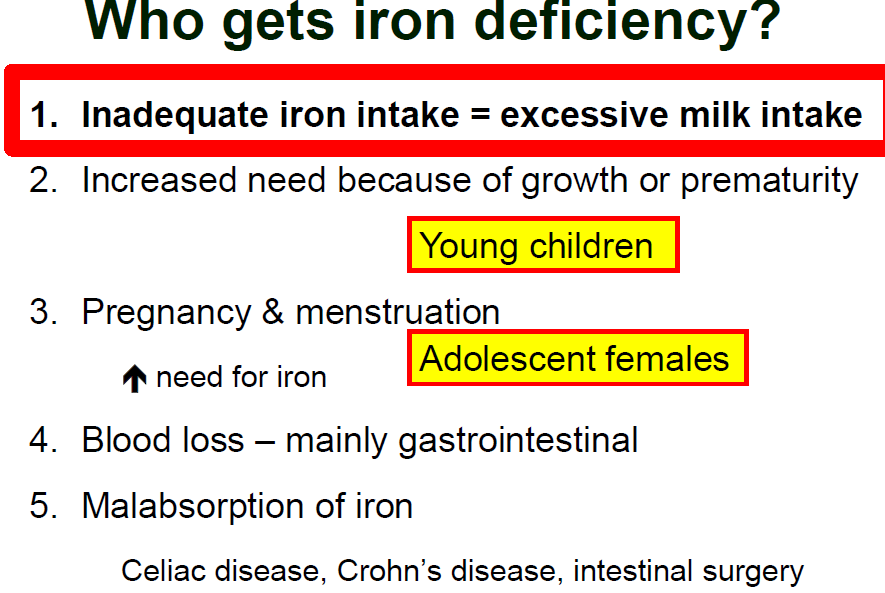 Who gets iron deficiency?
1. Inadequate iron intake = excessive milk intake
2. Increased need because of growth or prematurity
Young children
3. Pregnancy & menstruation
Adolescent females
↑ need for iron
4. Blood loss – mainly gastrointestinal
5. Malabsorption of iron
Celiac disease, Crohn’s disease, intestinal surgery